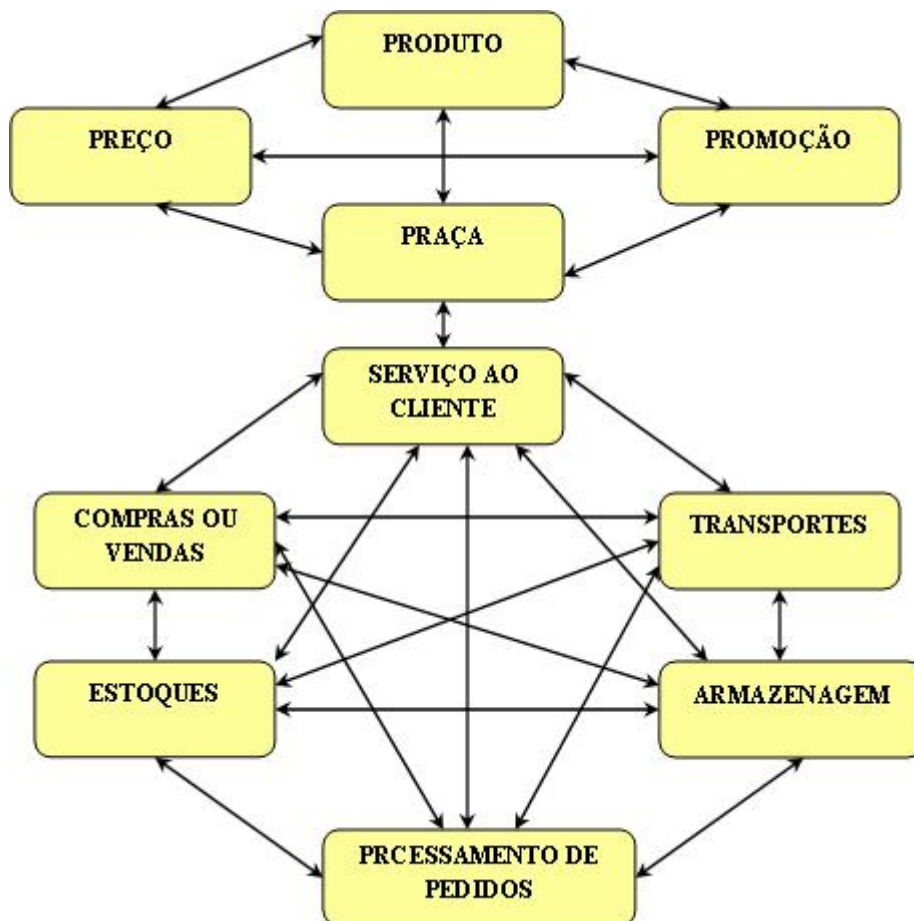 PRODUTO
PREÇO
PROMOÇÃO
PRAÇA
SERVIÇO AO
CLIENTE
COMPRAS OU
VENDAS
TRANSPORTES
ESTOQUES
ARMAZENAGEM
PRCESSAMENTO DE
PEDIDOS